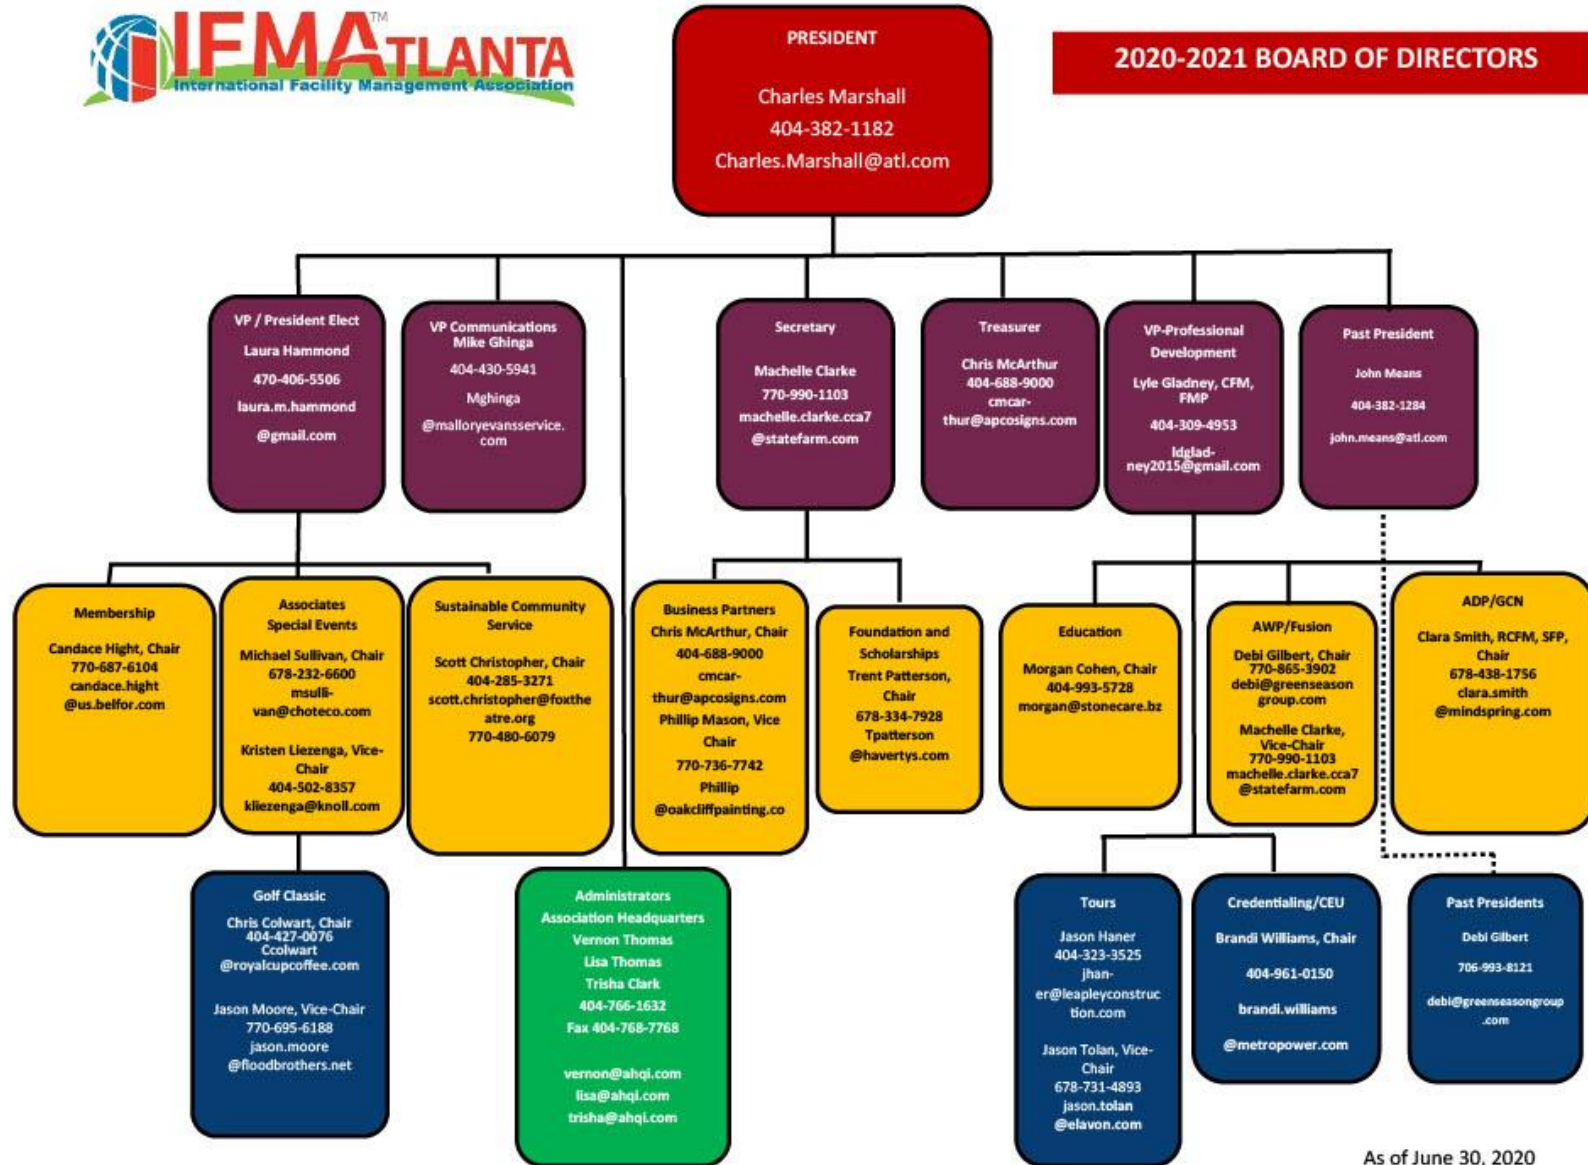 IFMATLANTA™
International Facility Management Association
PRESIDENT
Charles Marshall
404-382-1182
Charles.Marshall@atl.com
2020-2021 BOARD OF DIRECTORS
VP / President Elect
Laura Hammond
470-406-5506
laura.m.hammond
@gmail.com
VP Communications
Mike Ghinga
404-430-5941
Mghinga
@malloryevansservice.
com
Secretary
Machelle Clarke
770-990-1103
machelle.clarke.cca7
@statefarm.com
Treasurer
Chris McArthur
404-688-9000
cmcar-
thur@apcosigns.com
VP-Professional
Development
Lyle Gladney, CFM,
FMP
404-309-4953
ldglad-
ney2015@gmail.com
Past President
John Means
404-382-1284
john.means@atl.com
Membership
Candace Hight, Chair
770-687-6104
candace.hight
@us.belfor.com
Associates
Special Events
Michael Sullivan, Chair
678-232-6600
msulli-
van@choteco.com
Kristen Liezenga, Vice-
Chair
404-502-8357
kliezenga@knoll.com
Sustainable Community
Service
Scott Christopher, Chair
404-285-3271
scott.christopher@foxthe
atre.org
770-480-6079
Business Partners
Chris McArthur, Chair
404-688-9000
cmcar-
thur@apcosigns.com
Phillip Mason, Vice
Chair
770-736-7742
Phillip
@oakcliffpainting.co
Foundation and
Scholarships
Trent Patterson,
Chair
678-334-7928
Tpatterson
@havertys.com
Education
Morgan Cohen, Chair
404-993-5728
morgan@stonecare.bz
AWP/Fusion
Debi Gilbert, Chair
770-865-3902
debi@greenseason
group.com
Machelle Clarke,
Vice-Chair
770-990-1103
machelle.clarke.cca7
@statefarm.com
ADP/GCN
Clara Smith, RCFM, SFP,
Chair
678-438-1756
clara.smith
@mindspring.com
Golf Classic
Chris Colwart, Chair
404-427-0076
Ccolwart
@royalcupcoffee.com
Jason Moore, Vice-Chair
770-695-6188
jason.moore
@floodbrothers.net
Administrators
Association Headquarters
Vernon Thomas
Lisa Thomas
Trisha Clark
404-766-1632
Fax 404-768-7768
vernon@ahqi.com
lisa@ahqi.com
trisha@ahqi.com
Tours
Jason Haner
404-323-3525
jhan-
er@leapleyconstruc
tion.com
Jason Tolan, Vice-
Chair
678-731-4893
jason.tolan
@elavon.com
Credentialing/CEU
Brandi Williams, Chair
404-961-0150
brandi.williams
@metropower.com
Past Presidents
Debi Gilbert
706-993-8121
debi@greenseasongroup
.com
As of June 30, 2020